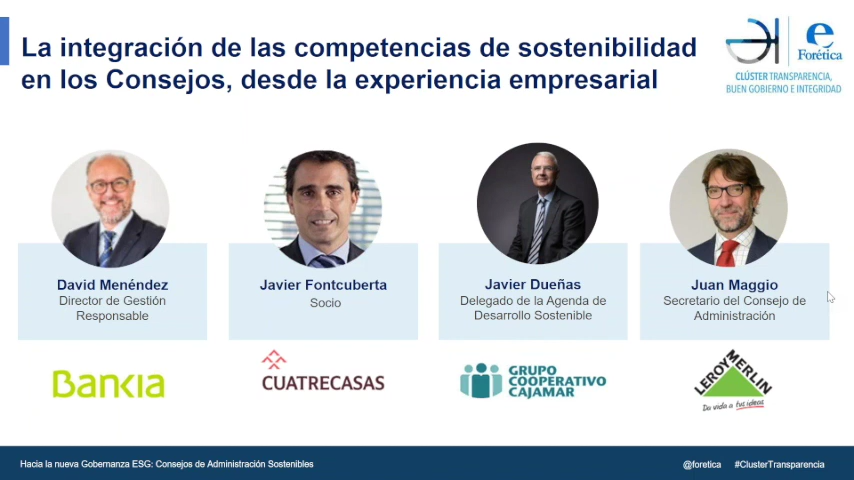 La integración de las competencias de sostenibilidad
en los Consejos, desde la experiencia empresarial
e
Forética
CLÚSTER TRANSPARENCIA,
BUEN GOBIERNO E INTEGRIDAD
David Menéndez
Director de Gestión
Responsable
Javier Fontcuberta
Socio
Javier Dueñas
Delegado de la Agenda de
Desarrollo Sostenible
Juan Maggio
Secretario del Consejo de
Administración
Bankia
CUATRECASAS
GRUPO
COOPERATIVO
CAJAMAR
LEROY MERLIN
Da vida a tus ideas
Hacia la nueva Gobernanza ESG: Consejos de Administración Sostenibles
@foretica #ClusterTransparencia